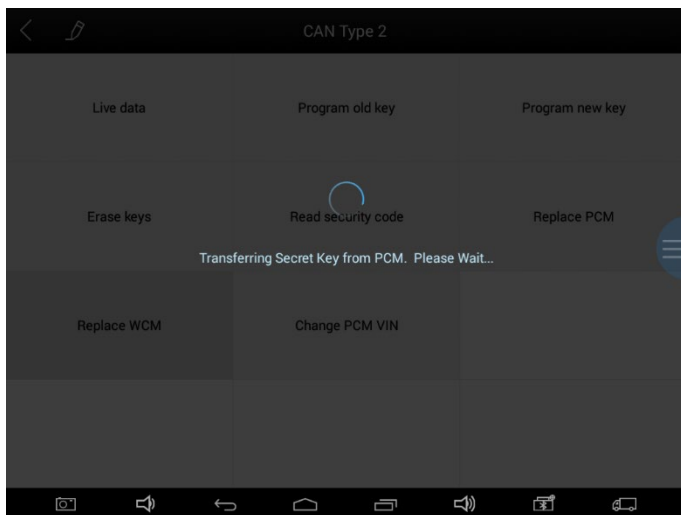 CAN Type 2
Live data
Program old key
Program new key
Erase keys
Read security code
Replace PCM
Transferring Secret Key from PCM. Please Wait...
Replace WCM
Change PCM VIN